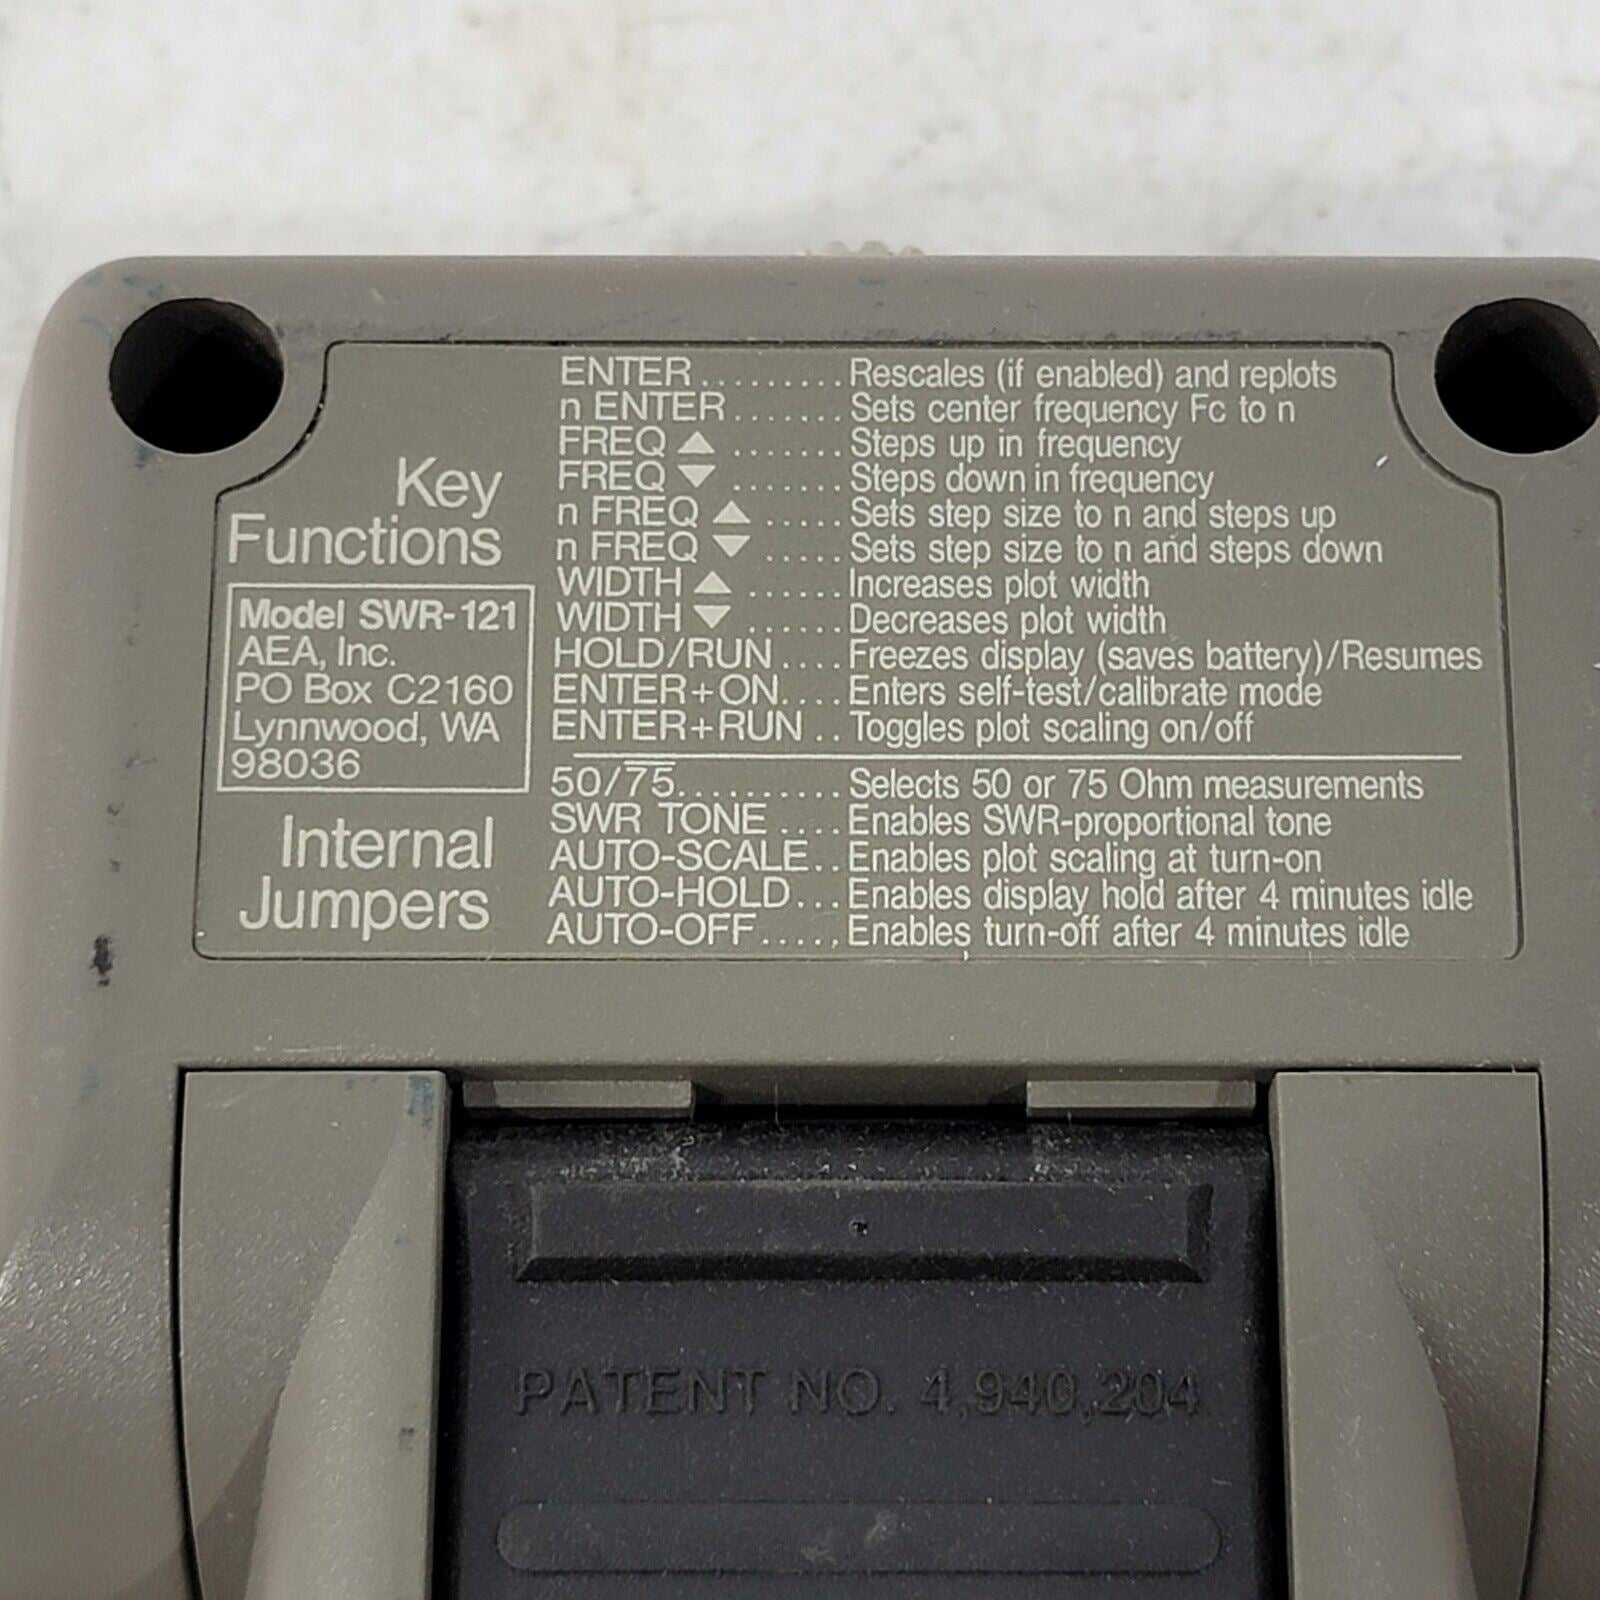 Key
Functions
Model SWR-121
AEA, Inc.
PO Box C2160
Lynnwood, WA
98036
ENTER.........Rescales (if enabled) and replots
n ENTER.......Sets center frequency Fc to n
FREQ ▲ .......Steps up in frequency
FREQ ▼ .......Steps down in frequency
n FREQ ▲ .....Sets step size to n and steps up
n FREQ ▼ .....Sets step size to n and steps down
WIDTH ▲ ......Increases plot width
WIDTH ▼ ......Decreases plot width
HOLD/RUN....Freezes display (saves battery)/Resumes
ENTER+ON....Enters self-test/calibrate mode
ENTER+RUN ..Toggles plot scaling on/off
Internal
Jumpers
50/7̅5̅..........Selects 50 or 75 Ohm measurements
SWR TONE ....Enables SWR-proportional tone
AUTO-SCALE..Enables plot scaling at turn-on
AUTO-HOLD...Enables display hold after 4 minutes idle
AUTO-OFF.....Enables turn-off after 4 minutes idle
PATENT NO. 4,940,204